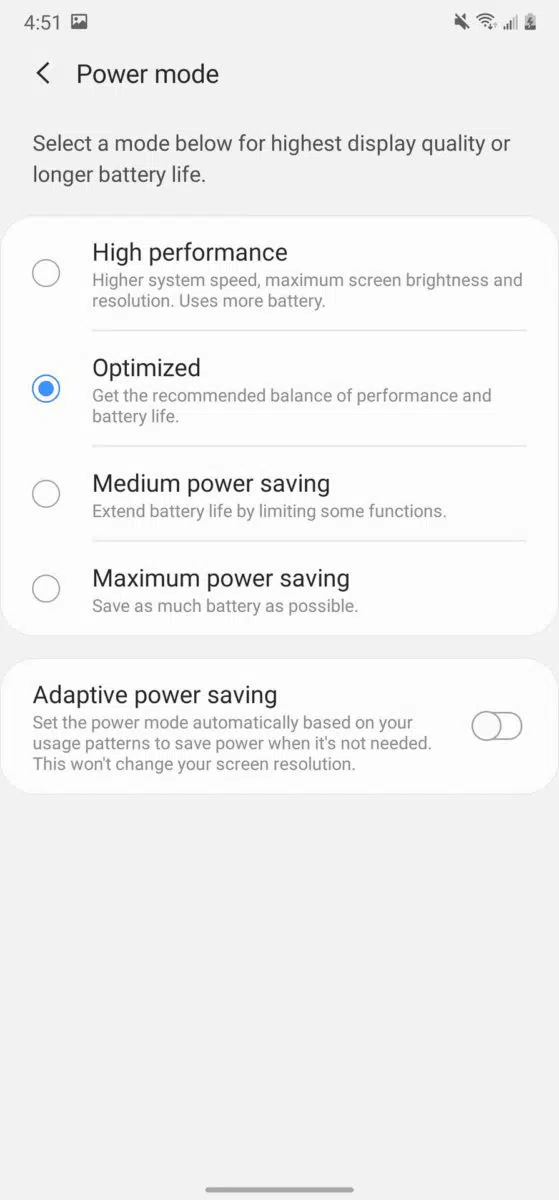 4:51
Power mode
Select a mode below for highest display quality or
longer battery life.
High performance
Higher system speed, maximum screen brightness and
resolution. Uses more battery.
Optimized
Get the recommended balance of performance and
battery life.
Medium power saving
Extend battery life by limiting some functions.
Maximum power saving
Save as much battery as possible.
Adaptive power saving
Set the power mode automatically based on your
usage patterns to save power when it's not needed.
This won't change your screen resolution.